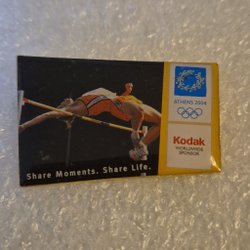 ATHENS 2004
Kodak
WORLDWIDE
SPONSOR
Share Moments. Share Life.